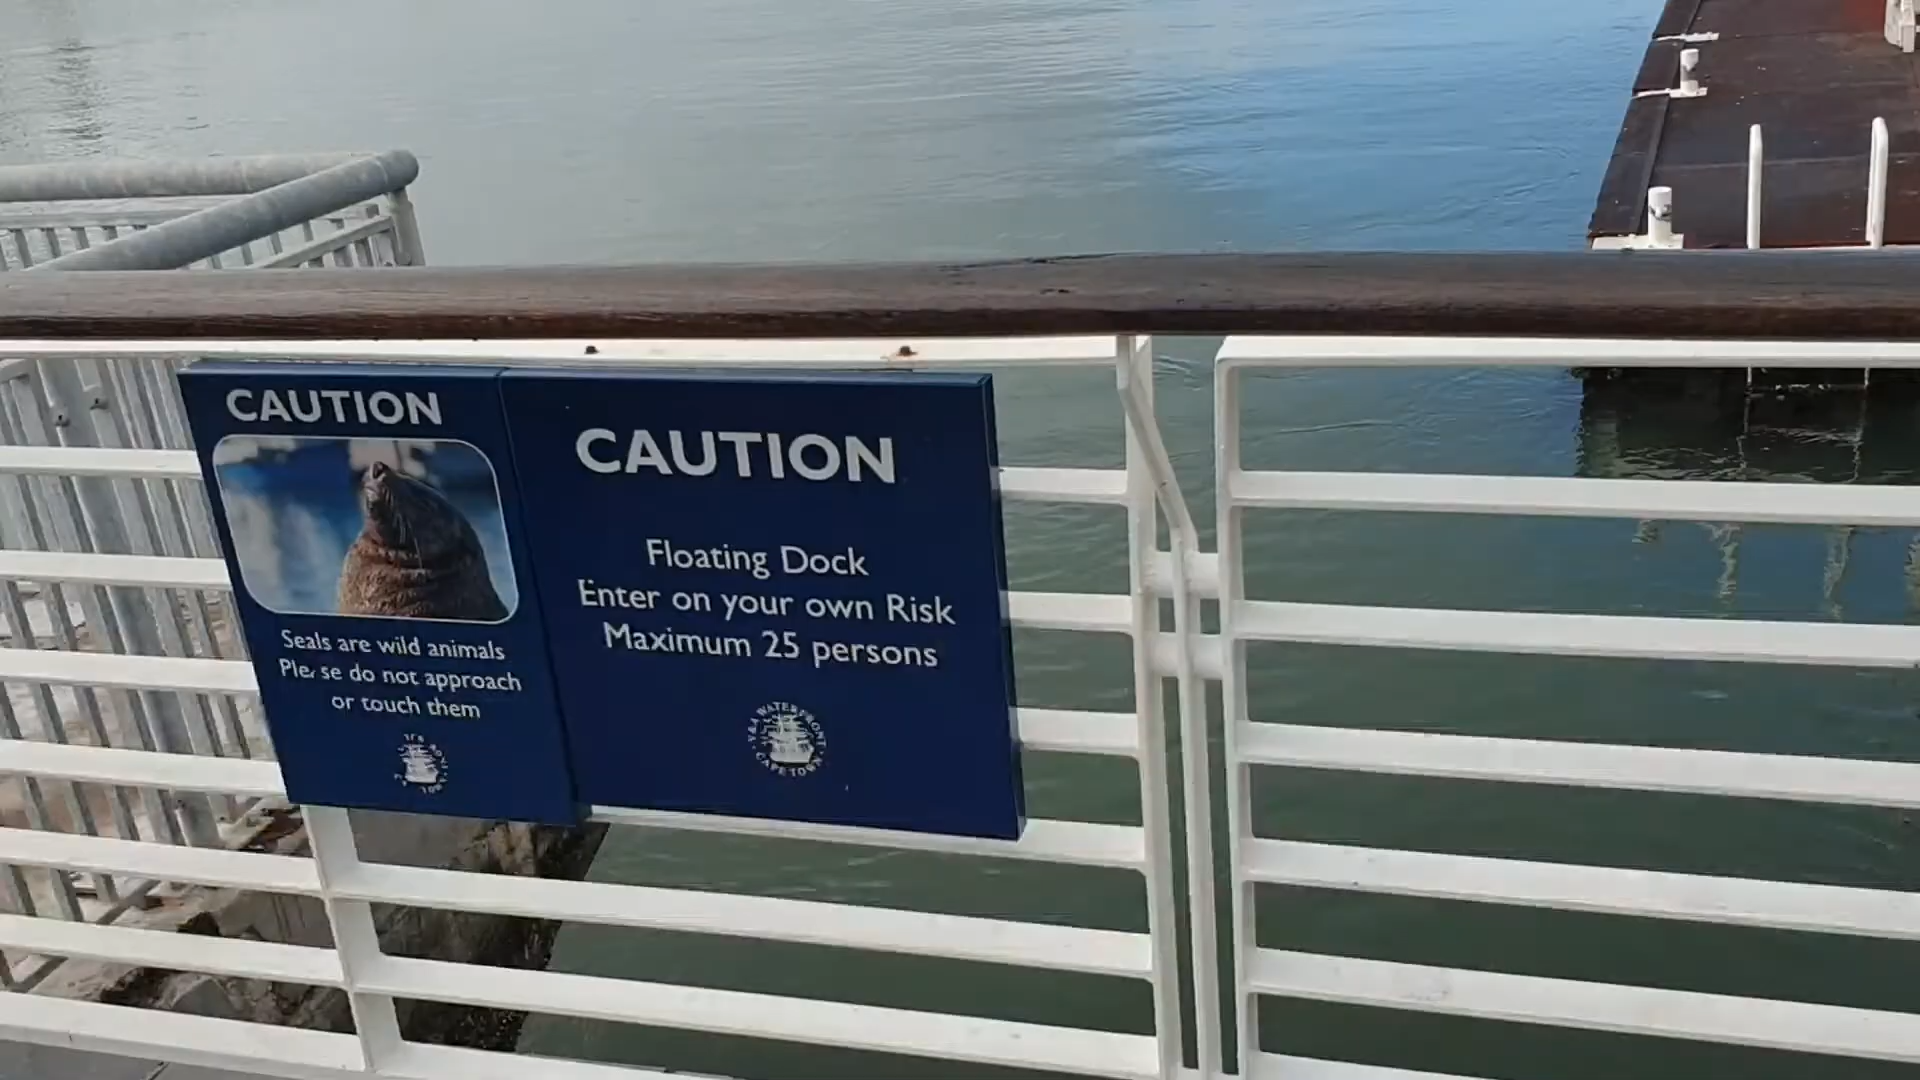 CAUTION
Seals are wild animals
Please do not approach
or touch them
CAUTION
Floating Dock
Enter on your own Risk
Maximum 25 persons
V&A WATERFRONT
CAPE TOWN